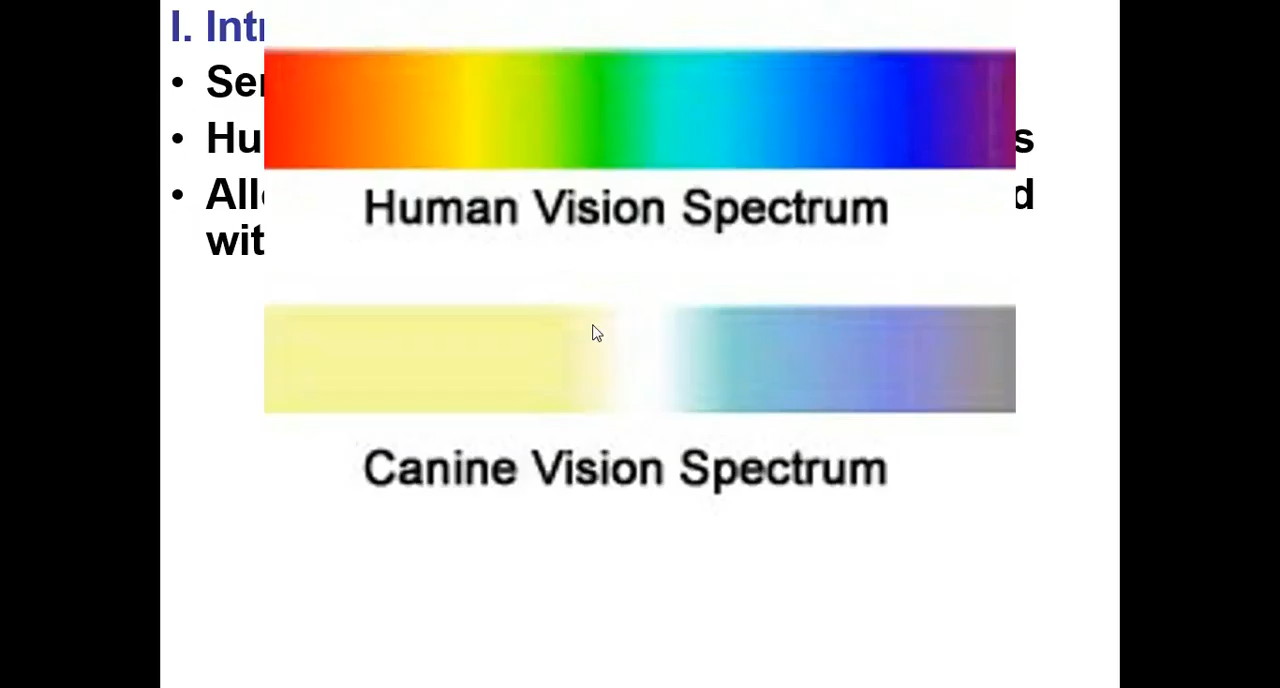 I. Int
• Se
• Hu s
• All d
wit
Human Vision Spectrum
Canine Vision Spectrum